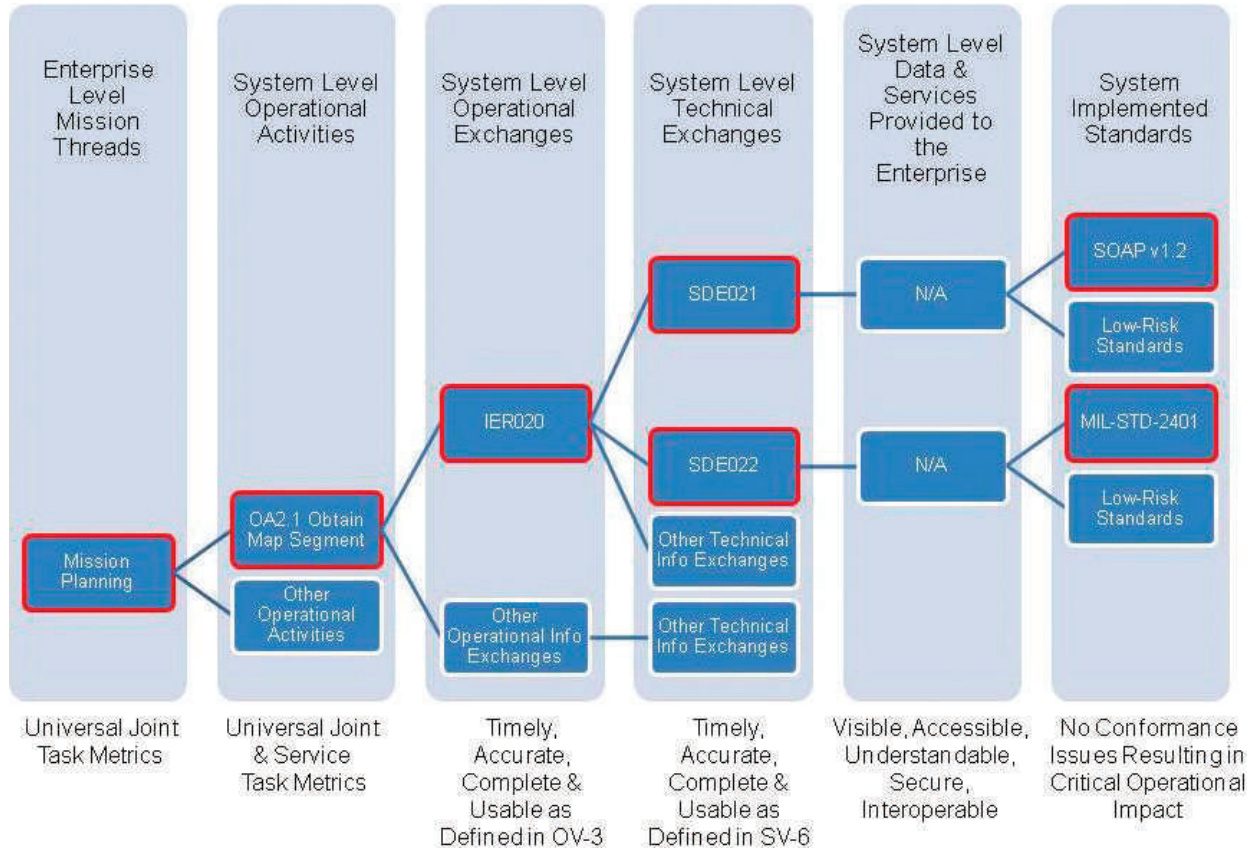 Enterprise
Level
Mission
Threads
System Level
Operational
Activities
System Level
Operational
Exchanges
System Level
Technical
Exchanges
System Level
Data &
Services
Provided to
the
Enterprise
System
Implemented
Standards
Mission
Planning
OA2.1 Obtain
Map Segment
Other
Operational
Activities
IER020
Other
Operational Info
Exchanges
SDE021
SDE022
Other Technical
Info Exchanges
Other Technical
Info Exchanges
N/A
N/A
SOAP v1.2
Low-Risk
Standards
MIL-STD-2401
Low-Risk
Standards
Universal Joint
Task Metrics
Universal Joint
& Service
Task Metrics
Timely,
Accurate,
Complete &
Usable as
Defined in OV-3
Timely,
Accurate,
Complete &
Usable as
Defined in SV-6
Visible, Accessible,
Understandable,
Secure,
Interoperable
No Conformance
Issues Resulting in
Critical Operational
Impact